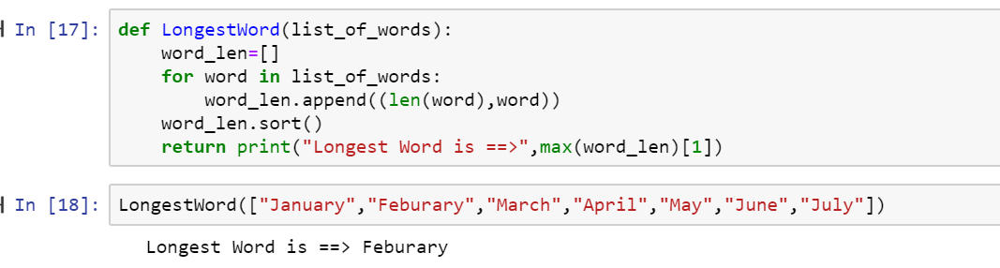 In [17]: def LongestWord(list_of_words):
    word_len=[]
    for word in list_of_words:
        word_len.append((len(word),word))
    word_len.sort()
    return print("Longest Word is ==>",max(word_len)[1])
In [18]: LongestWord(["January","Feburary","March","April","May","June","July"])
Longest Word is ==> Feburary